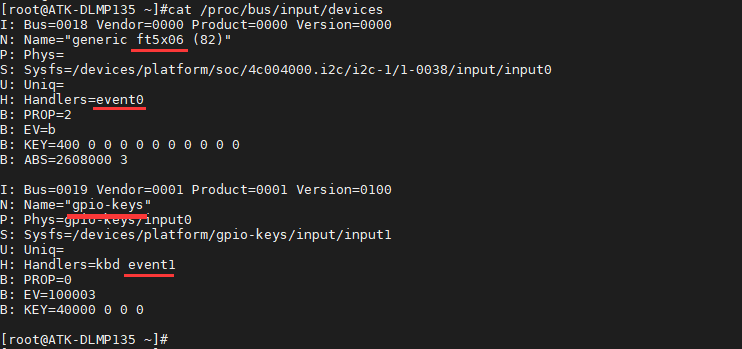 [root@ATK-DLMP135 ~]#cat /proc/bus/input/devices
I: Bus=0018 Vendor=0000 Product=0000 Version=0000
N: Name="generic ft5x06 (82)"
P: Phys=
S: Sysfs=/devices/platform/soc/4c004000.i2c/i2c-1/1-0038/input/input0
U: Uniq=
H: Handlers=event0
B: PROP=2
B: EV=b
B: KEY=400 0 0 0 0 0 0 0 0 0 0
B: ABS=2608000 3

I: Bus=0019 Vendor=0001 Product=0001 Version=0100
N: Name="gpio-keys"
P: Phys=gpio-keys/input0
S: Sysfs=/devices/platform/gpio-keys/input/input1
U: Uniq=
H: Handlers=kbd event1
B: PROP=0
B: EV=100003
B: KEY=40000 0 0 0

[root@ATK-DLMP135 ~]#